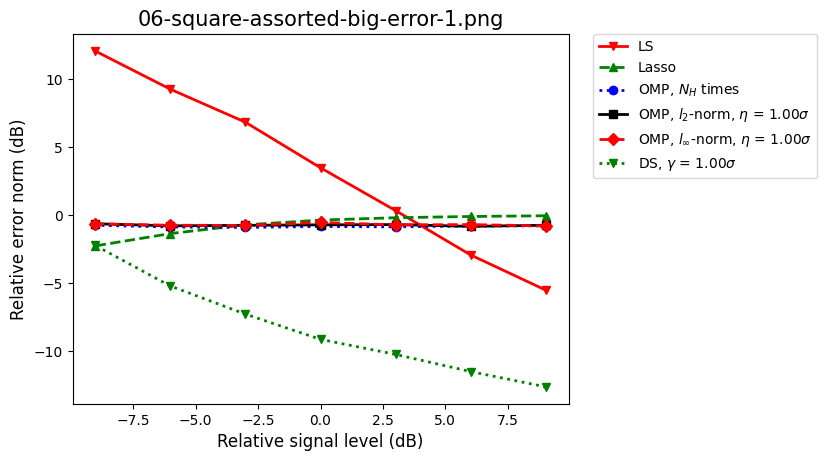 06-square-assorted-big-error-1.png
Relative error norm (dB)
10
5
0
−5
−10
−7.5 −5.0 −2.5 0.0 2.5 5.0 7.5
Relative signal level (dB)
LS
Lasso
OMP, N_H times
OMP, l_2-norm, η = 1.00σ
OMP, l_∞-norm, η = 1.00σ
DS, γ = 1.00σ